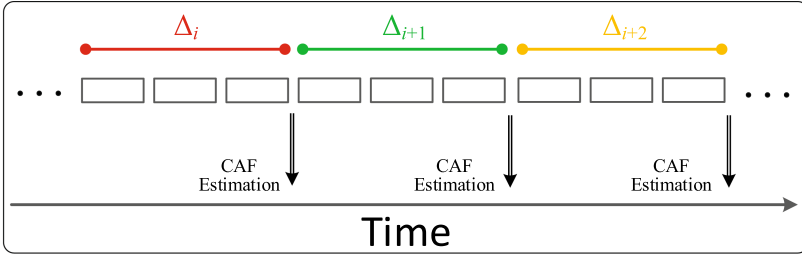 Δi
Δi+1
Δi+2
CAF
Estimation
CAF
Estimation
CAF
Estimation
Time